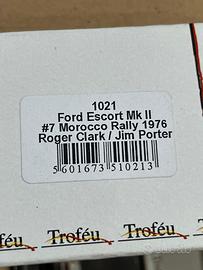 1021
Ford Escort Mk II
#7 Morocco Rally 1976
Roger Clark / Jim Porter
5 601673 510213
Troféu
Troféu
Troféu